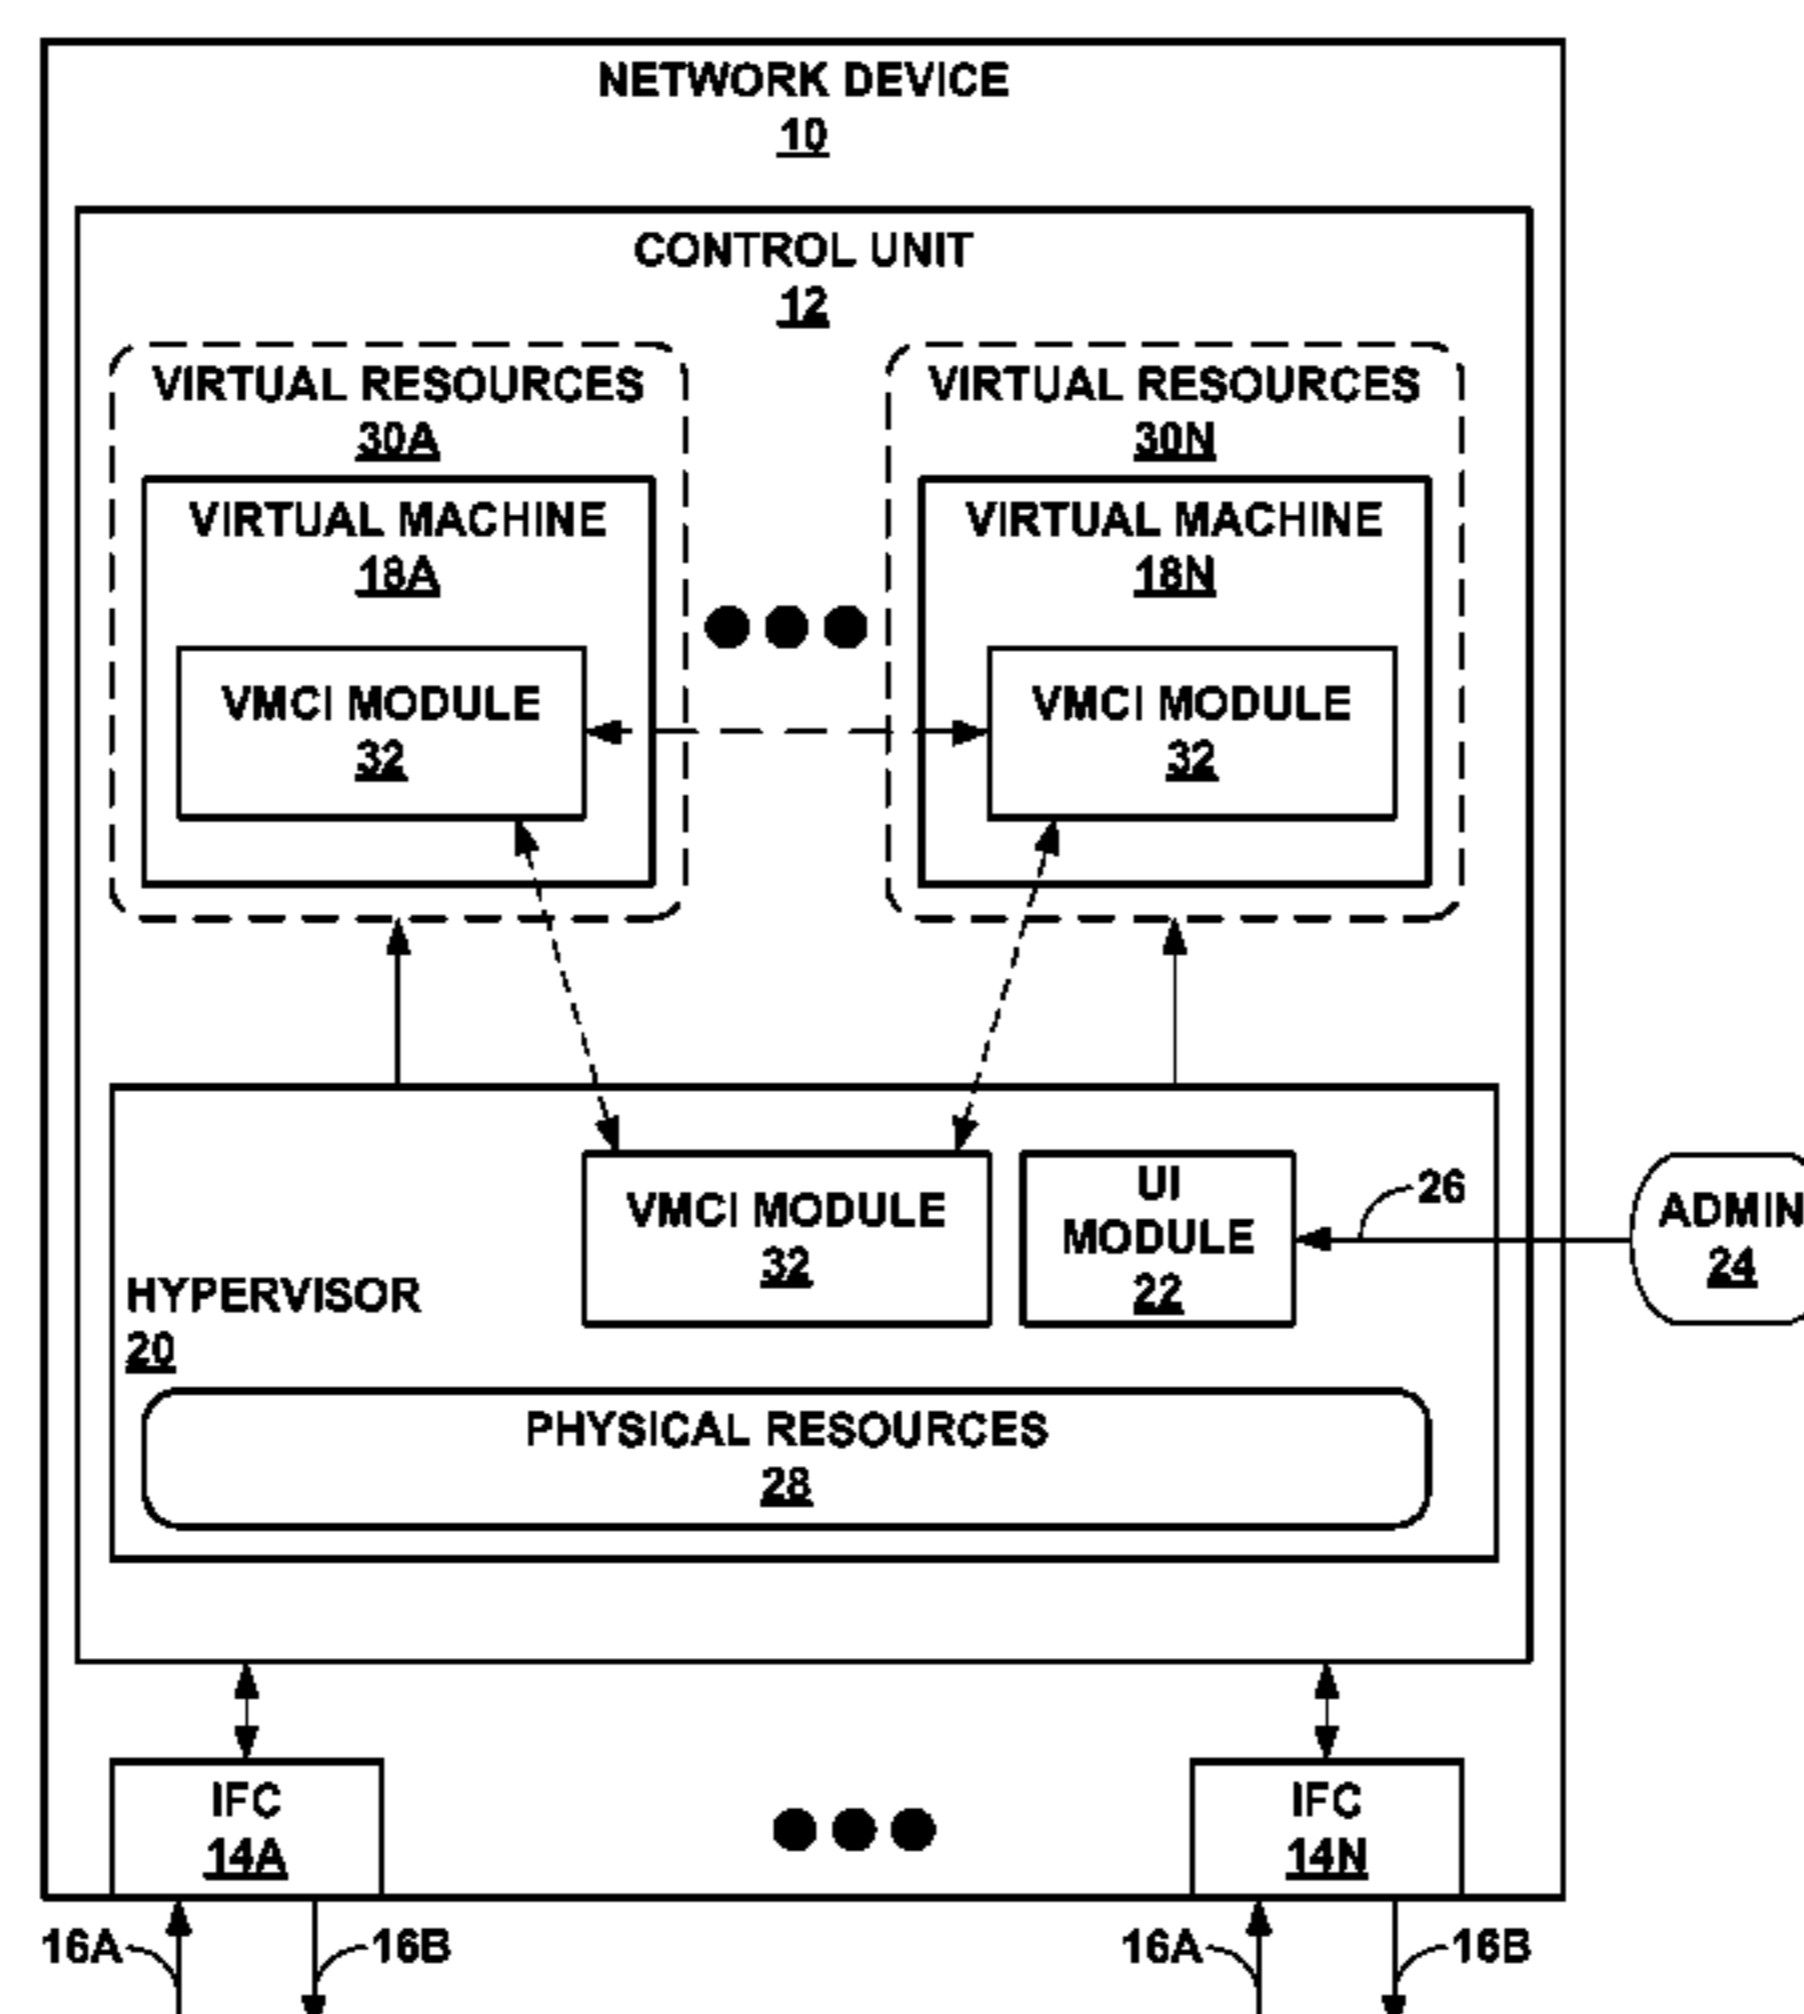 NETWORK DEVICE
10
CONTROL UNIT
12
VIRTUAL RESOURCES
30A
VIRTUAL MACHINE
18A
VMCI MODULE
32
VIRTUAL RESOURCES
30N
VIRTUAL MACHINE
18N
VMCI MODULE
32
HYPERVISOR
20
VMCI MODULE
32
UI
MODULE
22
26
ADMIN
24
PHYSICAL RESOURCES
28
IFC
14A
IFC
14N
16A
16B
16A
16B